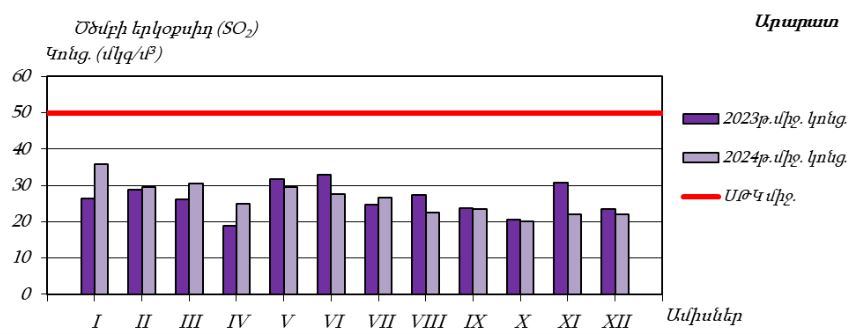 Ծծմբի երկօքսիդ (SO₂)
Արարատ
Կոնց. (մկգ/մ³)
60
50
40
30
20
10
0
2023թ.միջ. կոնց.
2024թ.միջ. կոնց.
ՍԹԿ միջ.
I II III IV V VI VII VIII IX X XI XII
Ամիսներ